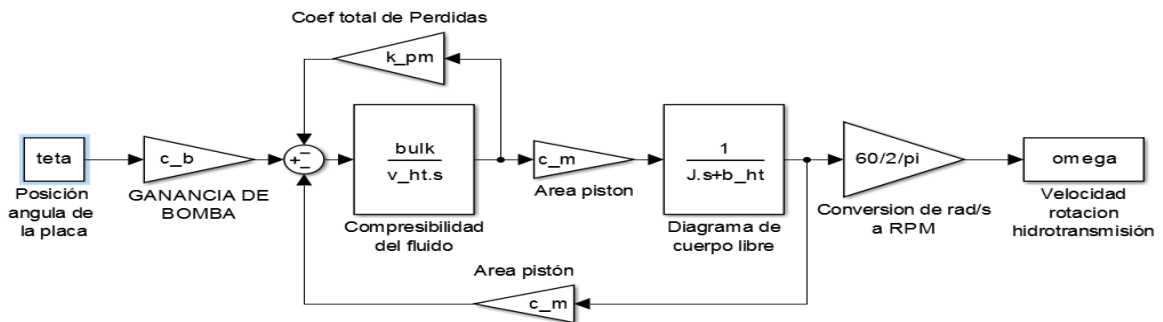 Coef total de Perdidas
k_pm
teta
Posición
angula de
la placa
c_b
GANANCIA DE
BOMBA
+ −
−
bulk
v_ht.s
Compresibilidad
del fluido
c_m
Area piston
1
J.s+b_ht
Diagrama de
cuerpo libre
60/2/pi
Conversion de rad/s
a RPM
omega
Velocidad
rotacion
hidrotransmisión
Area pistón
c_m